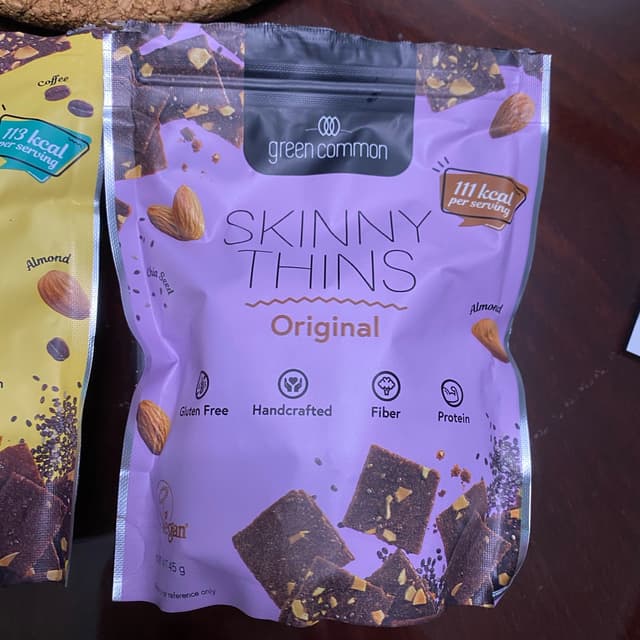 Coffee
113 kcal
per serving
Almond
green common
111 kcal
per serving
SKINNY
THINS
Original
Chia Seed
Almond
Gluten Free
Handcrafted
Fiber
Protein
45 g
reference only